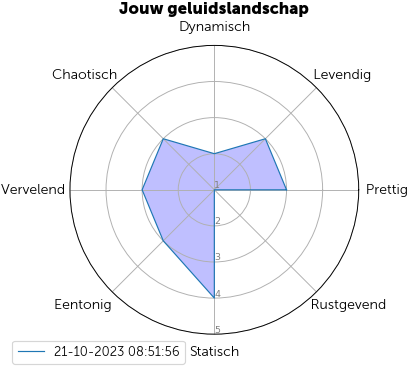 Jouw geluidslandschap
Dynamisch
Chaotisch
Levendig
Vervelend
1
Prettig
2
3
4
Eentonig
Rustgevend
5
21-10-2023 08:51:56
Statisch